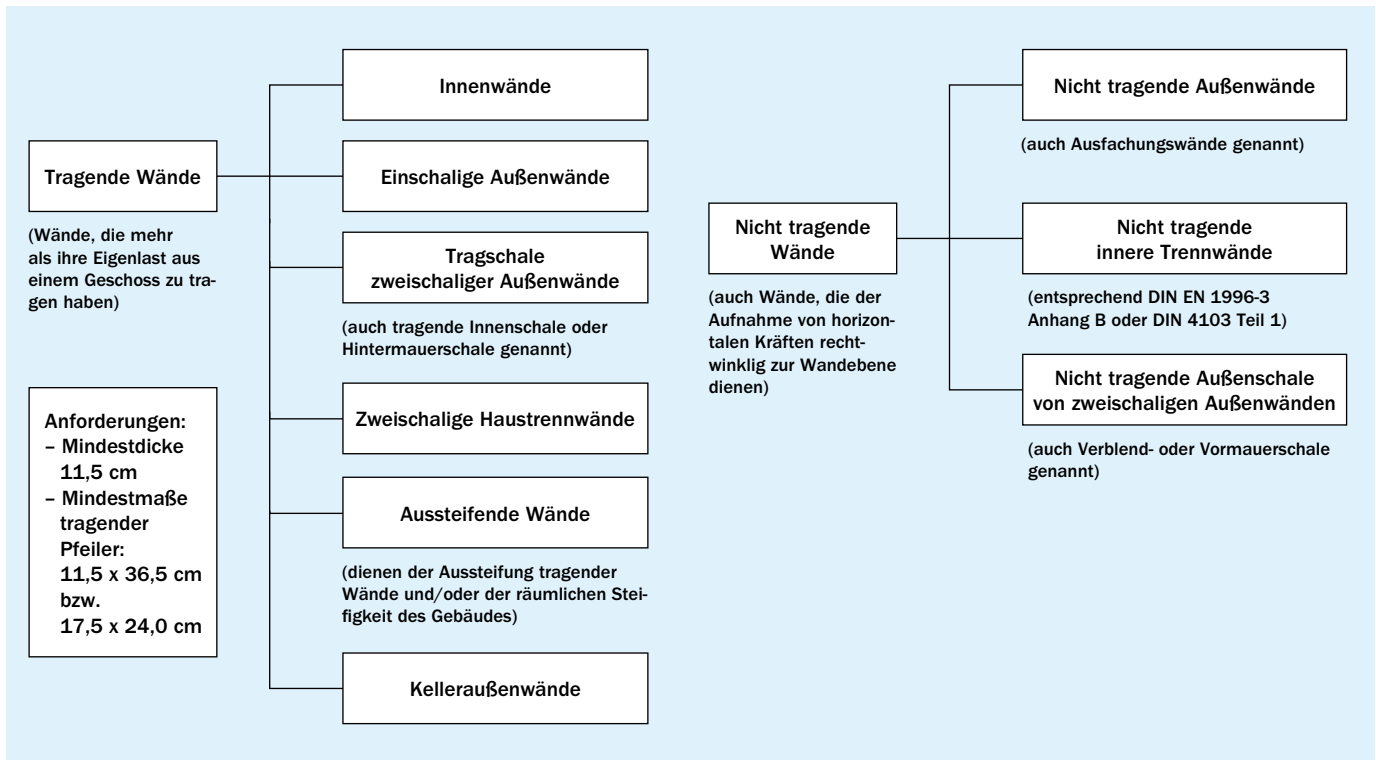 Tragende Wände
(Wände, die mehr
als ihre Eigenlast aus
einem Geschoss zu tra-
gen haben)
Anforderungen:
– Mindestdicke
11,5 cm
– Mindestmaße
tragender
Pfeiler:
11,5 x 36,5 cm
bzw.
17,5 x 24,0 cm
Innenwände
Einschalige Außenwände
Tragschale
zweischaliger Außenwände
(auch tragende Innenschale oder
Hintermauerschale genannt)
Zweischalige Haustrennwände
Aussteifende Wände
(dienen der Aussteifung tragender
Wände und/oder der räumlichen Stei-
figkeit des Gebäudes)
Kelleraußenwände
Nicht tragende
Wände
(auch Wände, die der
Aufnahme von horizon-
talen Kräften recht-
winklig zur Wandebene
dienen)
Nicht tragende Außenwände
(auch Ausfachungswände genannt)
Nicht tragende
innere Trennwände
(entsprechend DIN EN 1996-3
Anhang B oder DIN 4103 Teil 1)
Nicht tragende Außenschale
von zweischaligen Außenwänden
(auch Verblend- oder Vormauerschale
genannt)